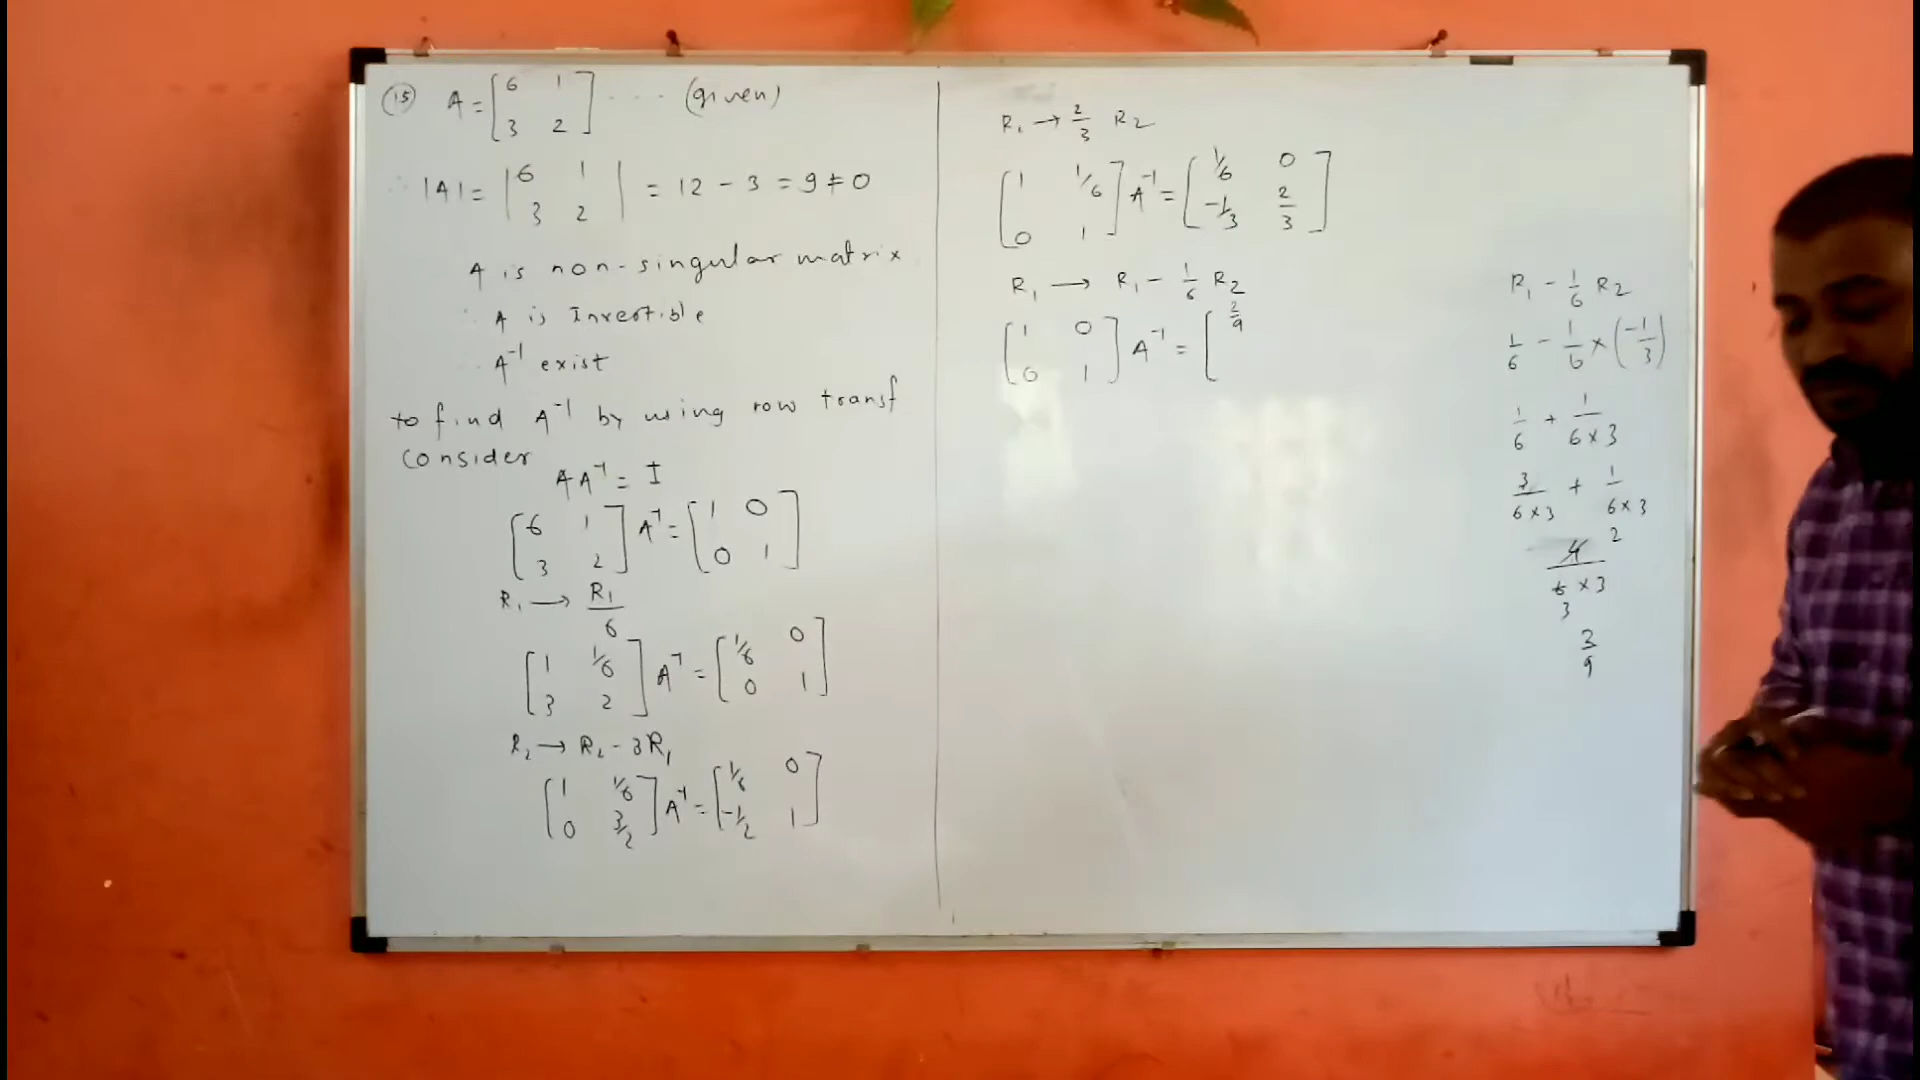 (15) A = [6 1; 3 2] .... (given)
∴ |A| = |6 1; 3 2| = 12 - 3 = 9 ≠ 0
A is non-singular matrix
∴ A is Invertible
∴ A⁻¹ exist
to find A⁻¹ by using row transf
Consider
AA⁻¹ = I
[6 1; 3 2] A⁻¹ = [1 0; 0 1]
R₁ → R₁/6
[1 1/6; 3 2] A⁻¹ = [1/6 0; 0 1]
R₂ → R₂ - 3R₁
[1 1/6; 0 3/2] A⁻¹ = [1/6 0; -1/2 1]
R₁ → 2/3 R₂
[1 1/6; 0 1] A⁻¹ = [1/6 0; -1/3 2/3]
R₁ → R₁ - 1/6 R₂
[1 0; 0 1] A⁻¹ = [2/9
R₁ - 1/6 R₂
1/6 - 1/6 × (-1/3)
1/6 + 1/6×3
3/6×3 + 1/6×3
4 2
6 × 3
3
3/9